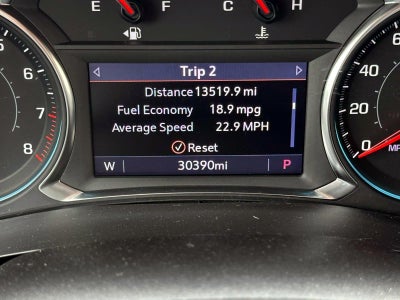 E F C H
Trip 2
Distance 13519.9 mi
Fuel Economy 18.9 mpg
Average Speed 22.9 MPH
Reset
W 30390mi P
6
7
8
40
20
0
MP